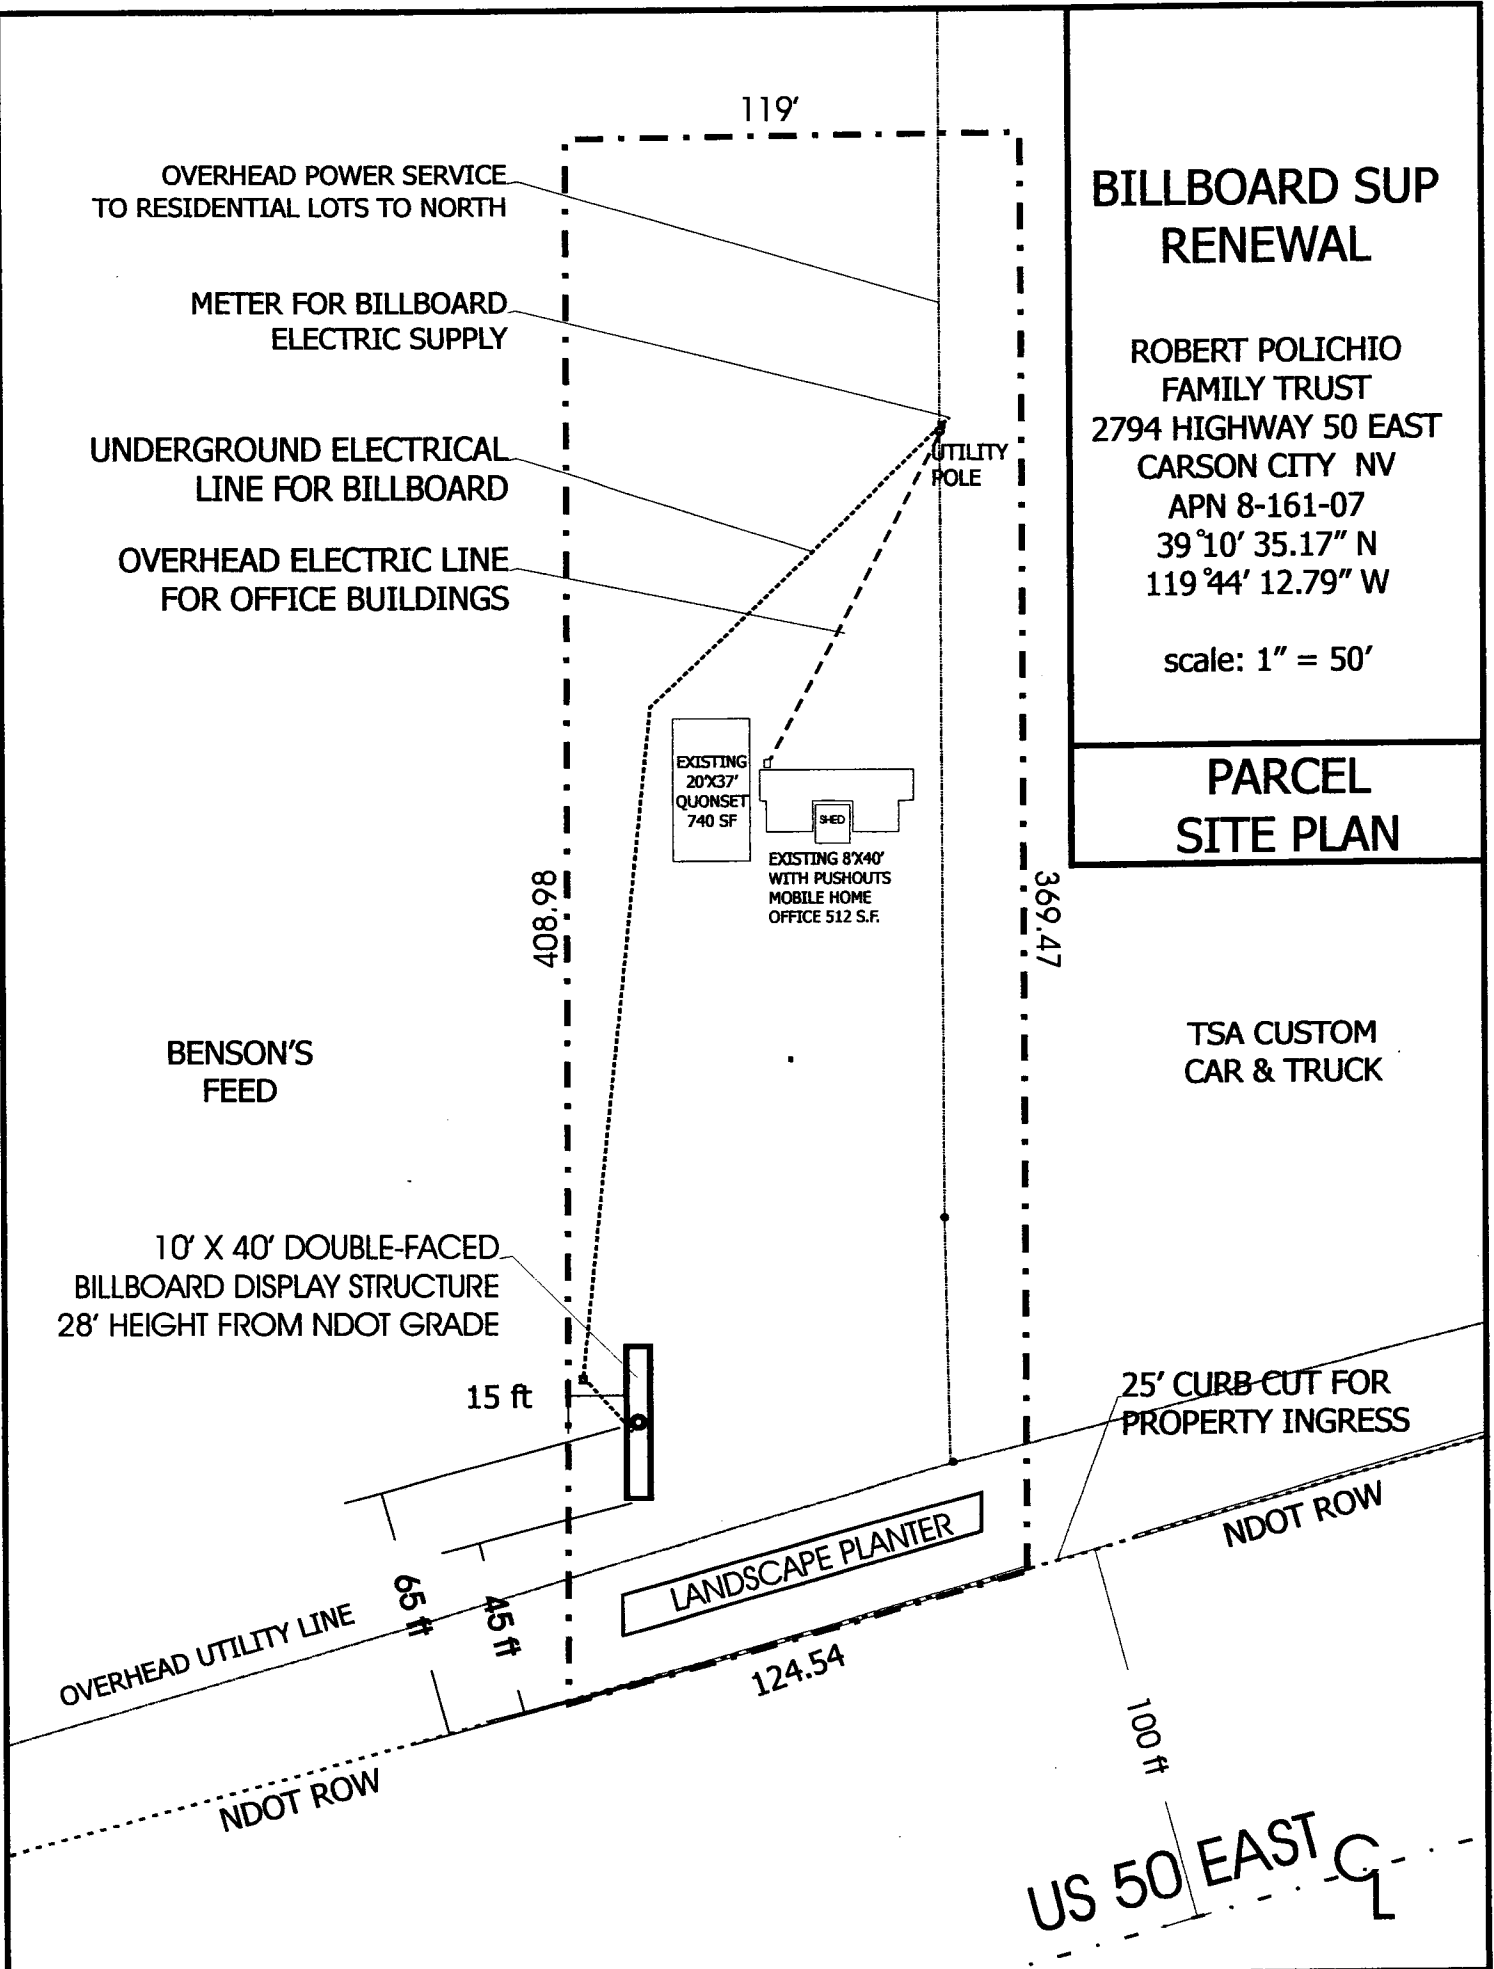 119'
OVERHEAD POWER SERVICE
TO RESIDENTIAL LOTS TO NORTH
METER FOR BILLBOARD
ELECTRIC SUPPLY
UNDERGROUND ELECTRICAL
LINE FOR BILLBOARD
OVERHEAD ELECTRIC LINE
FOR OFFICE BUILDINGS
UTILITY
POLE
BILLBOARD SUP
RENEWAL
ROBERT POLICHIO
FAMILY TRUST
2794 HIGHWAY 50 EAST
CARSON CITY NV
APN 8-161-07
39°10' 35.17" N
119°44' 12.79" W
scale: 1" = 50'
PARCEL
SITE PLAN
EXISTING
20'X37'
QUONSET
740 SF
SHED
EXISTING 8'X40'
WITH PUSHOUTS
MOBILE HOME
OFFICE 512 S.F.
408.98
369.47
BENSON'S
FEED
TSA CUSTOM
CAR & TRUCK
10' X 40' DOUBLE-FACED
BILLBOARD DISPLAY STRUCTURE
28' HEIGHT FROM NDOT GRADE
15 ft
25' CURB CUT FOR
PROPERTY INGRESS
65 ft
45 ft
LANDSCAPE PLANTER
NDOT ROW
OVERHEAD UTILITY LINE
124.54
100 ft
NDOT ROW
US 50 EAST
CL